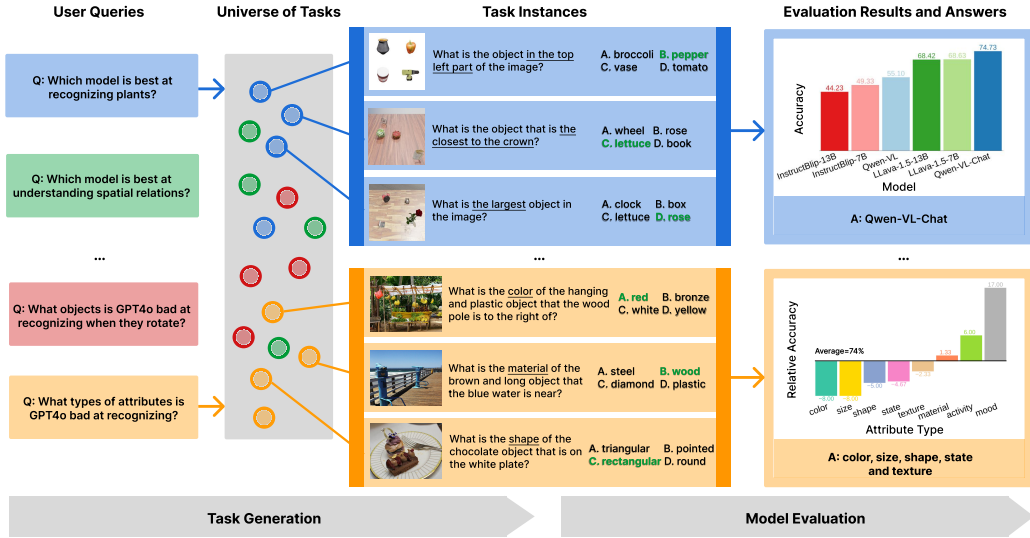 User Queries
Universe of Tasks
Task Instances
Evaluation Results and Answers
Q: Which model is best at
recognizing plants?
Q: Which model is best at
understanding spatial relations?
...
Q: What objects is GPT4o bad at
recognizing when they rotate?
Q: What types of attributes is
GPT4o bad at recognizing?
What is the object in the top
left part of the image?
A. broccoli B. pepper
C. vase D. tomato
What is the object that is the
closest to the crown?
A. wheel B. rose
C. lettuce D. book
What is the largest object in
the image?
A. clock B. box
C. lettuce D. rose
...
What is the color of the hanging
and plastic object that the wood
pole is to the right of?
A. red B. bronze
C. white D. yellow
What is the material of the
brown and long object that
the blue water is near?
A. steel B. wood
C. diamond D. plastic
What is the shape of the
chocolate object that is on
the white plate?
A. triangular B. pointed
C. rectangular D. round
Accuracy
44.23
49.33
55.10
68.42
68.63
74.73
InstructBlip-13B
InstructBlip-7B
Qwen-VL
LLava-1.5-13B
LLava-1.5-7B
Qwen-VL-Chat
Model
A: Qwen-VL-Chat
...
Relative Accuracy
Average=74%
−5.00
−4.67
1.33
17.00
color
size
shape
state
texture
material
activity
mood
Attribute Type
A: color, size, shape, state
and texture
Task Generation
Model Evaluation